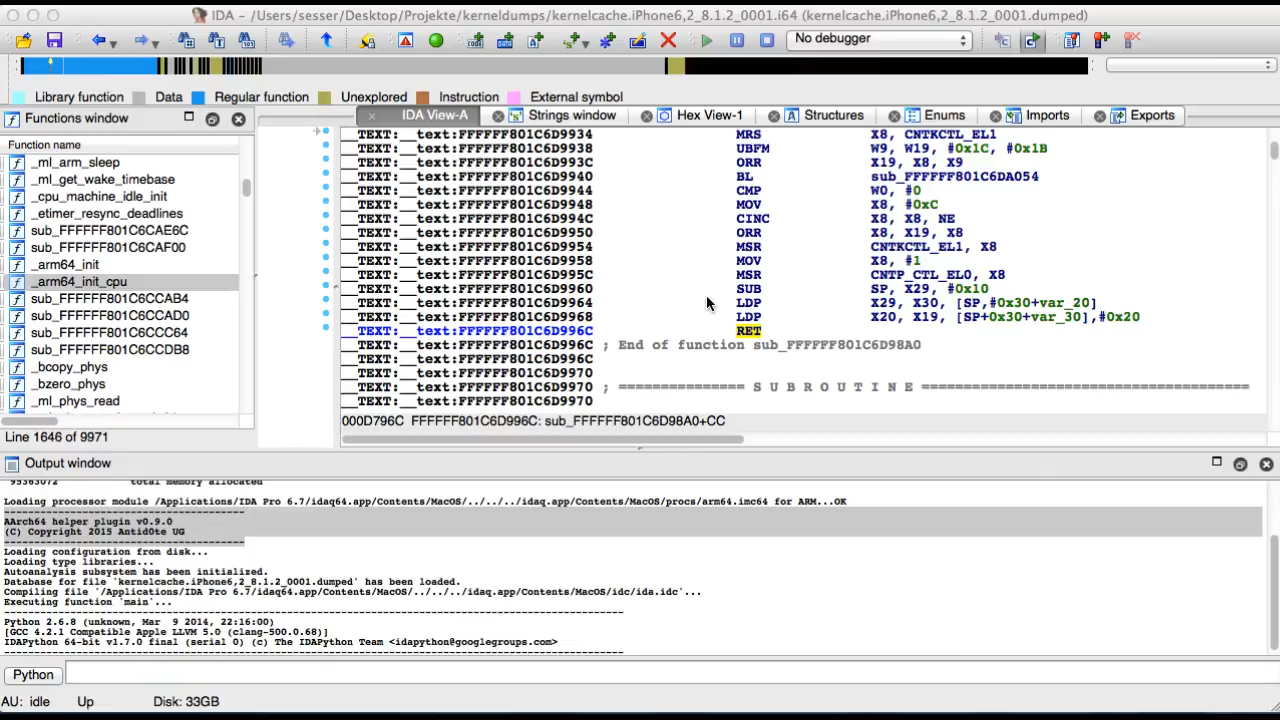 IDA - /Users/sesser/Desktop/Projekte/kerneldumps/kernelcache.iPhone6,2_8.1.2_0001.i64 (kernelcache.iPhone6,2_8.1.2_0001.dumped)
No debugger
Library function Data Regular function Unexplored Instruction External symbol
Functions window
IDA View-A Strings window Hex View-1 Structures Enums Imports Exports
Function name
_ml_arm_sleep
_ml_get_wake_timebase
_cpu_machine_idle_init
_etimer_resync_deadlines
sub_FFFFFF801C6CAE6C
sub_FFFFFF801C6CAF00
_arm64_init
_arm64_init_cpu
sub_FFFFFF801C6CCAB4
sub_FFFFFF801C6CCAD0
sub_FFFFFF801C6CCC64
sub_FFFFFF801C6CCDB8
_bcopy_phys
_bzero_phys
_ml_phys_read
Line 1646 of 9971
__TEXT:__text:FFFFFF801C6D9934 MRS X8, CNTKCTL_EL1
__TEXT:__text:FFFFFF801C6D9938 UBFM W9, W19, #0x1C, #0x1B
__TEXT:__text:FFFFFF801C6D993C ORR X19, X8, X9
__TEXT:__text:FFFFFF801C6D9940 BL sub_FFFFFF801C6DA054
__TEXT:__text:FFFFFF801C6D9944 CMP W0, #0
__TEXT:__text:FFFFFF801C6D9948 MOV X8, #0xC
__TEXT:__text:FFFFFF801C6D994C CINC X8, X8, NE
__TEXT:__text:FFFFFF801C6D9950 ORR X8, X19, X8
__TEXT:__text:FFFFFF801C6D9954 MSR CNTKCTL_EL1, X8
__TEXT:__text:FFFFFF801C6D9958 MOV X8, #1
__TEXT:__text:FFFFFF801C6D995C MSR CNTP_CTL_EL0, X8
__TEXT:__text:FFFFFF801C6D9960 SUB SP, X29, #0x10
__TEXT:__text:FFFFFF801C6D9964 LDP X29, X30, [SP,#0x30+var_20]
__TEXT:__text:FFFFFF801C6D9968 LDP X20, X19, [SP+0x30+var_30],#0x20
__TEXT:__text:FFFFFF801C6D996C RET
__TEXT:__text:FFFFFF801C6D996C ; End of function sub_FFFFFF801C6D98A0
__TEXT:__text:FFFFFF801C6D996C
__TEXT:__text:FFFFFF801C6D9970
__TEXT:__text:FFFFFF801C6D9970 ; =============== S U B R O U T I N E =======================================
__TEXT:__text:FFFFFF801C6D9970
000D796C FFFFFF801C6D996C: sub_FFFFFF801C6D98A0+CC
Output window
95363072 total memory allocated
Loading processor module /Applications/IDA Pro 6.7/idaq64.app/Contents/MacOS/../../../idaq.app/Contents/MacOS/procs/arm64.imc64 for ARM...OK
AArch64 helper plugin v0.9.0
(C) Copyright 2015 Antid0te UG
Loading configuration from disk...
Loading type libraries...
Autoanalysis subsystem has been initialized.
Database for file 'kernelcache.iPhone6,2_8.1.2_0001.dumped' has been loaded.
Compiling file '/Applications/IDA Pro 6.7/idaq64.app/Contents/MacOS/../../../idaq.app/Contents/MacOS/idc/ida.idc'...
Executing function 'main'...
Python 2.6.8 (unknown, Mar 9 2014, 22:16:00)
[GCC 4.2.1 Compatible Apple LLVM 5.0 (clang-500.0.68)]
IDAPython 64-bit v1.7.0 final (serial 0) (c) The IDAPython Team <idapython@googlegroups.com>
Python
AU: idle Up Disk: 33GB